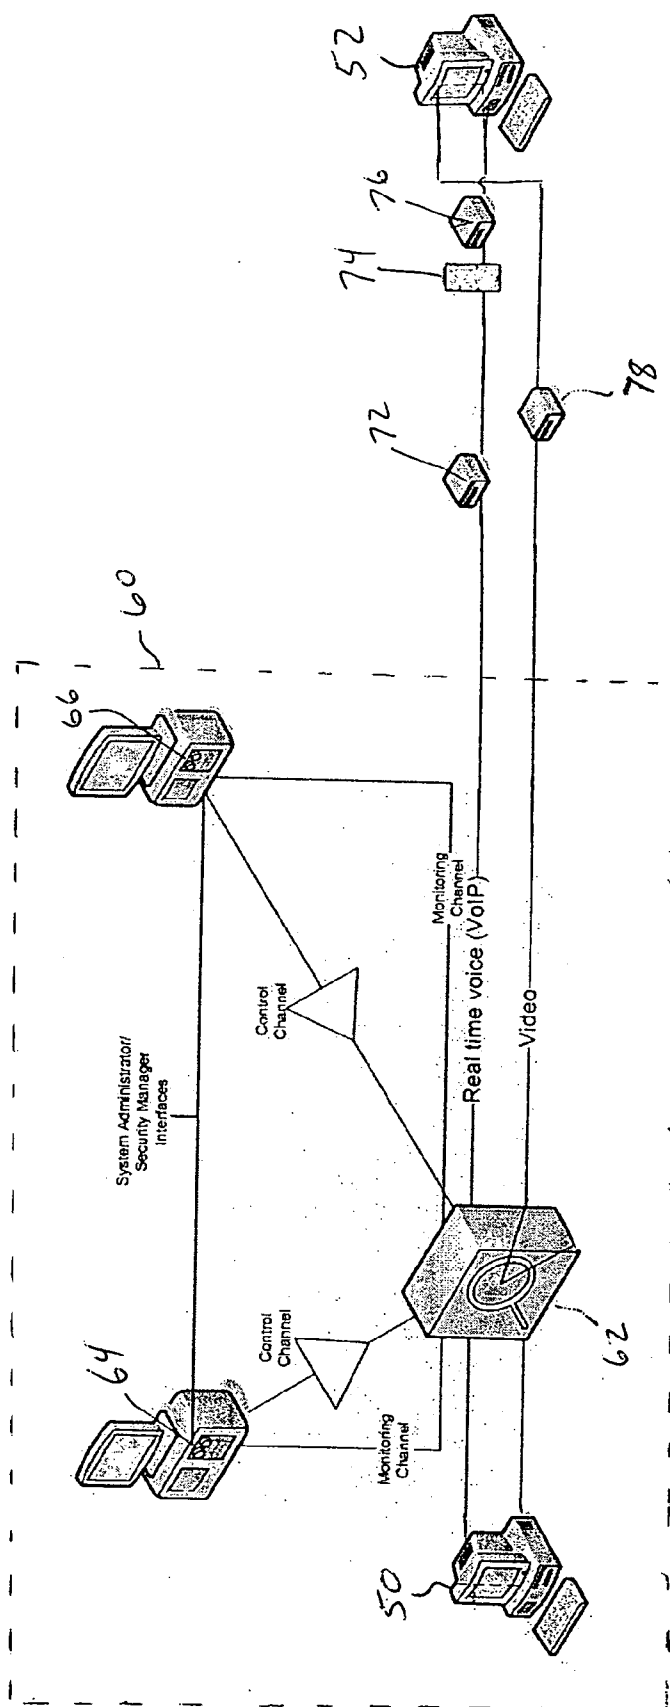 60
64
66
System Administrator/
Security Manager
Interfaces
Control
Channel
Control
Channel
Monitoring
Channel
Monitoring
Channel
Real time voice (VoIP)
Video
50
62
72
74
76
52
78